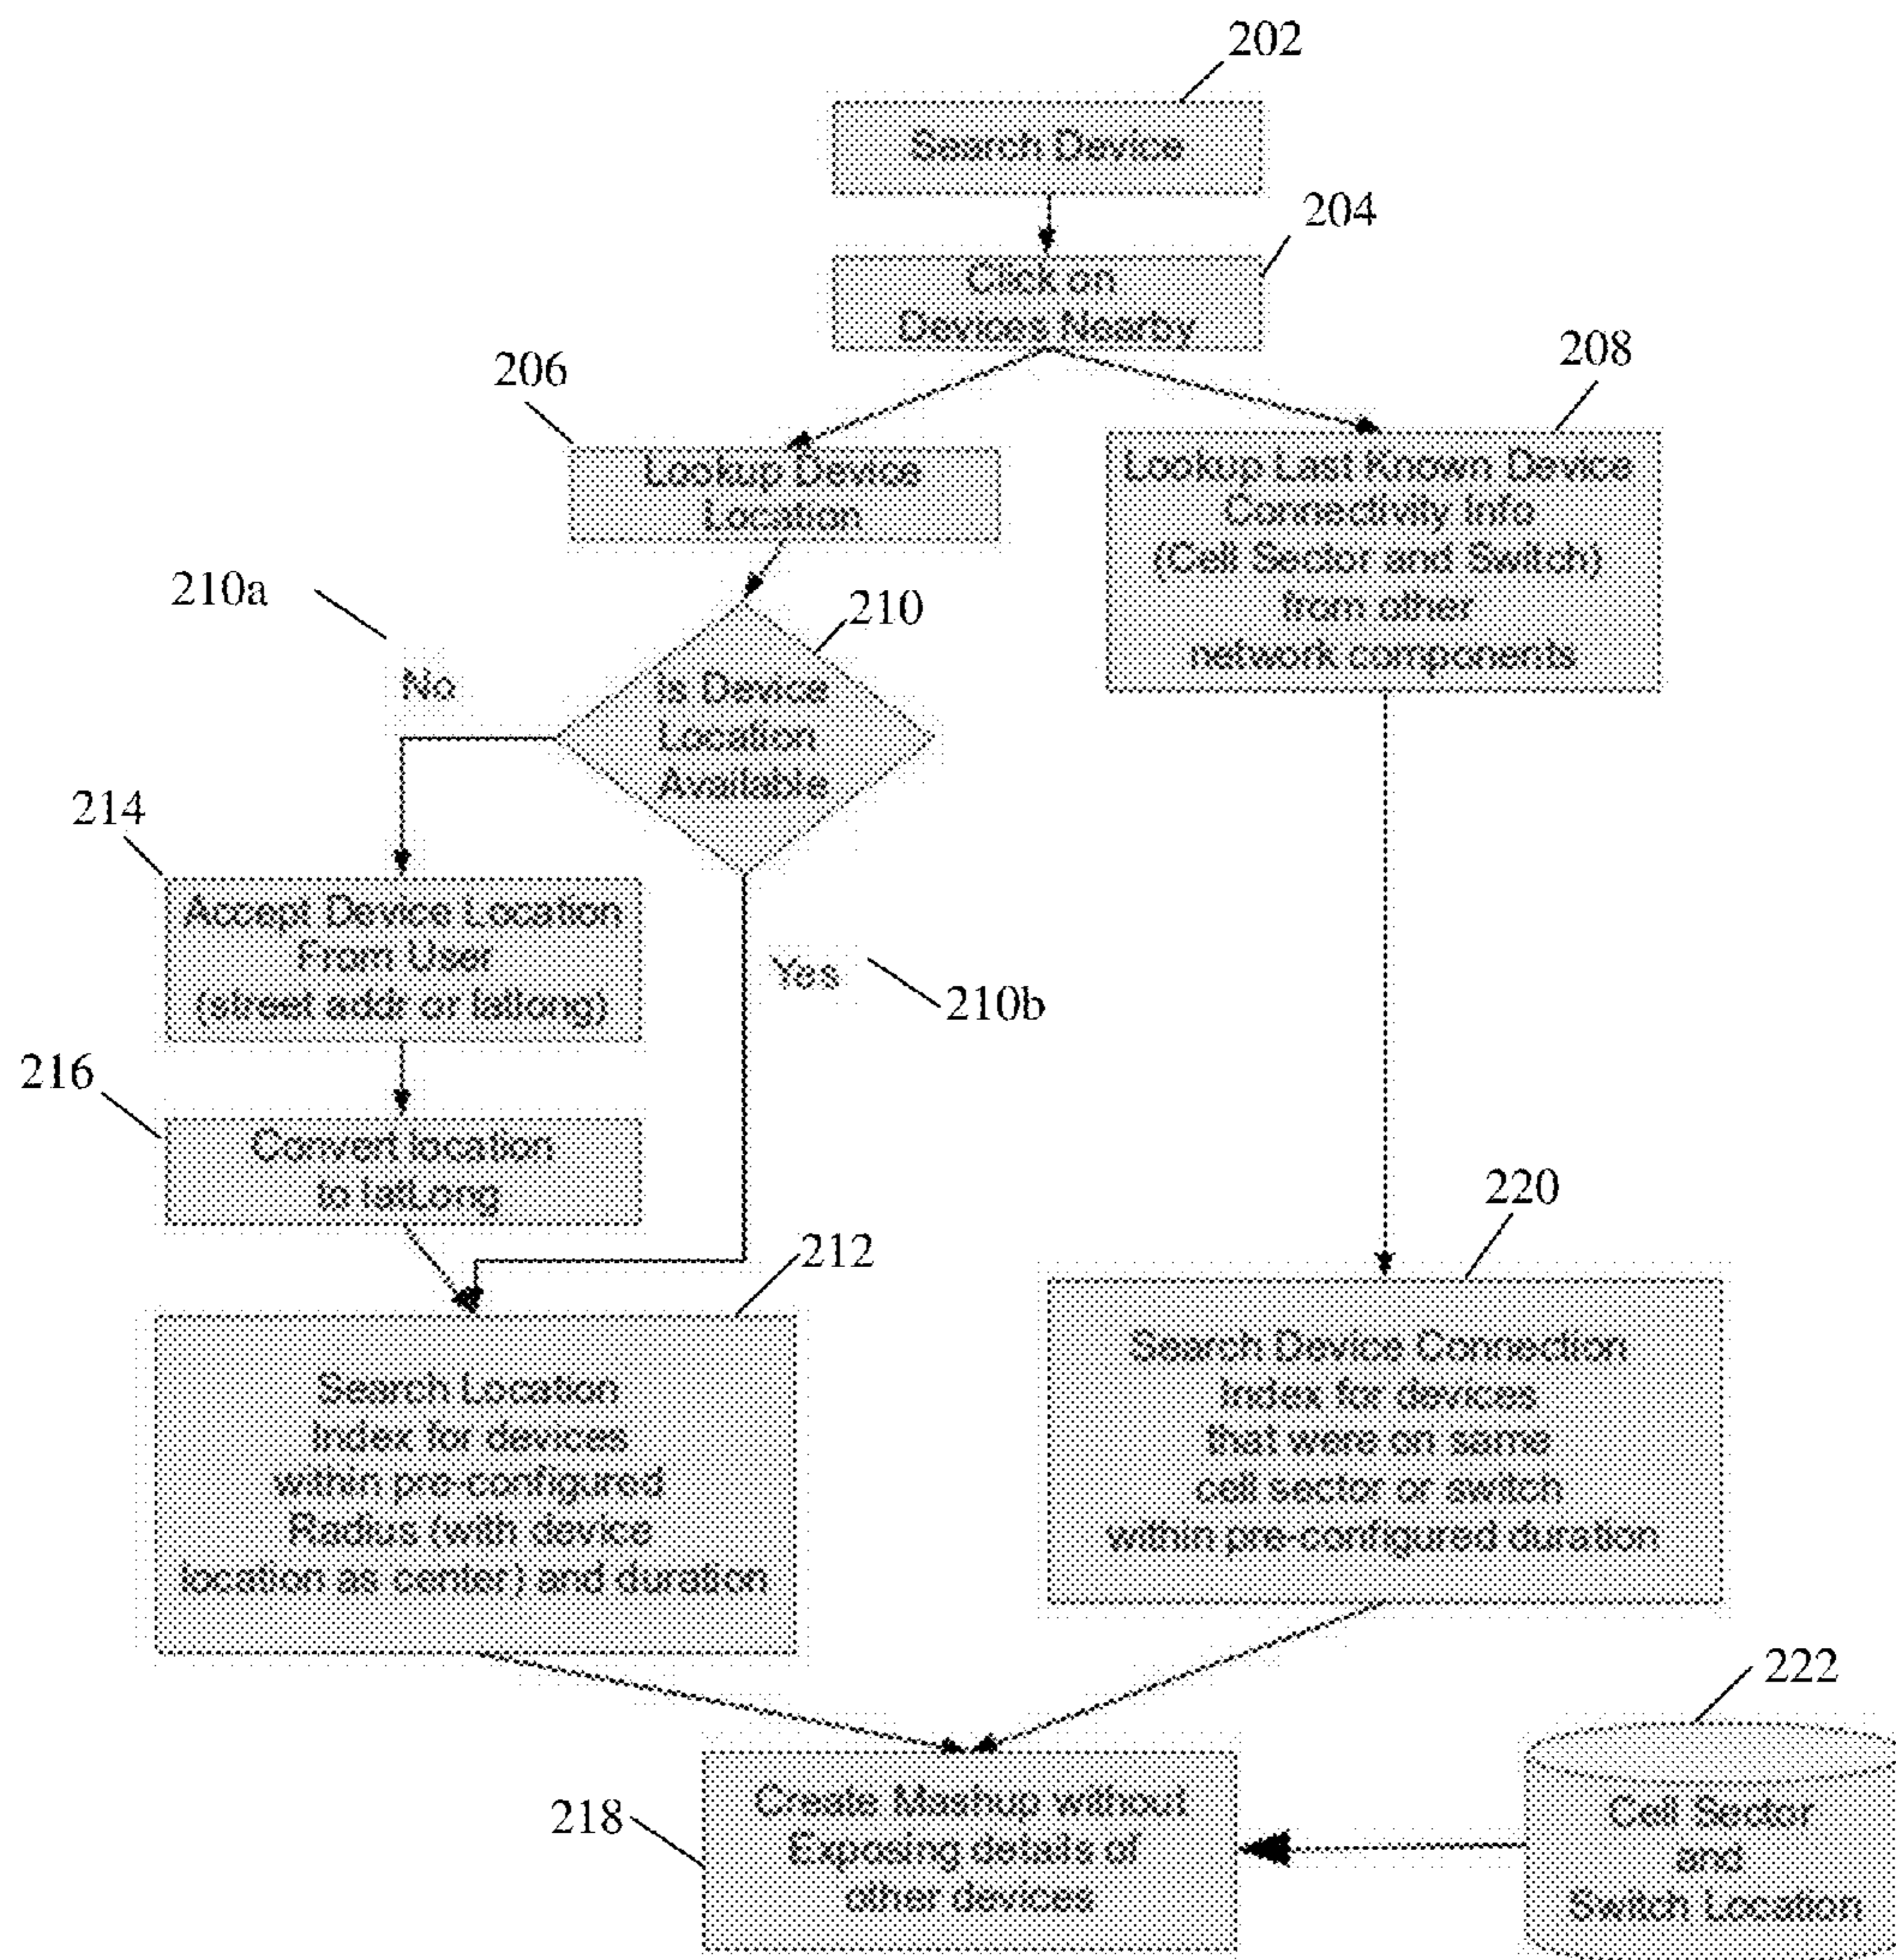 202
Search Device
204
Click on
Devices Nearby
206
208
Lookup Device
Location
Lookup Last Known Device
Connectivity Info
(Cell Sector and Switch)
from other
network components
210a
210
No
Is Device
Location
Available
214
Accept Device Location
From User
(street addr or latlong)
Yes
210b
216
Convert location
to latLong
220
212
Search Location
Index for devices
within pre-configured
Radius (with device
location as center) and duration
Search Device Connection
Index for devices
that were on same
cell sector or switch
within pre-configured duration
222
218
Create Mashup without
Exposing details of
other devices
Cell Sector
and
Switch Location